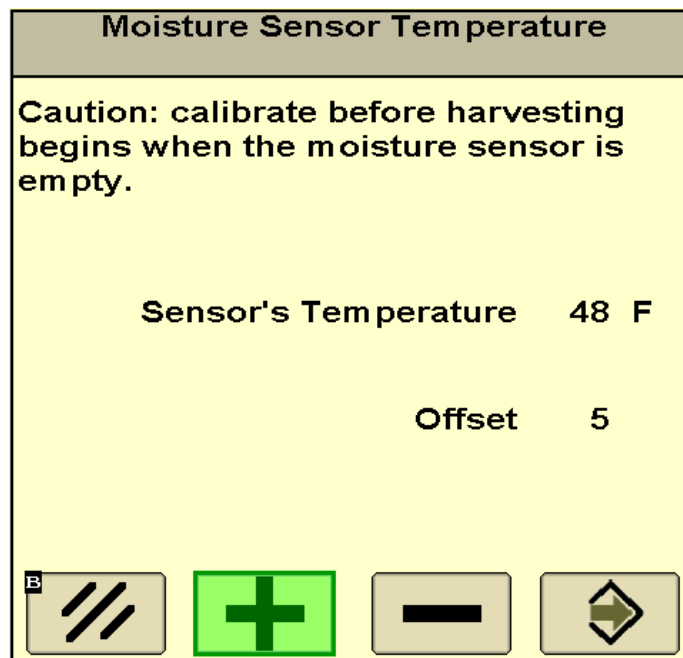 Moisture Sensor Temperature
Caution: calibrate before harvesting
begins when the moisture sensor is
empty.
Sensor's Temperature 48 F
Offset 5
B